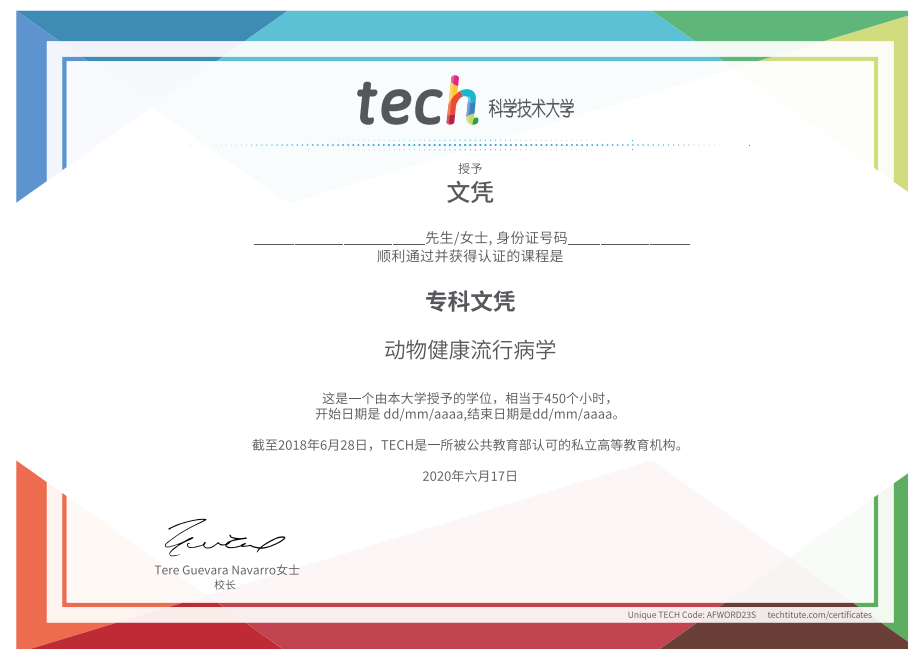 tech 科学技术大学
授予
文凭
____________________先生/女士, 身份证号码______________
顺利通过并获得认证的课程是
专科文凭
动物健康流行病学
这是一个由本大学授予的学位，相当于450个小时，
开始日期是 dd/mm/aaaa,结束日期是dd/mm/aaaa。
截至2018年6月28日，TECH是一所被公共教育部认可的私立高等教育机构。
2020年六月17日
Tere Guevara Navarro女士
校长
Unique TECH Code: AFWORD23S techtitute.com/certificates